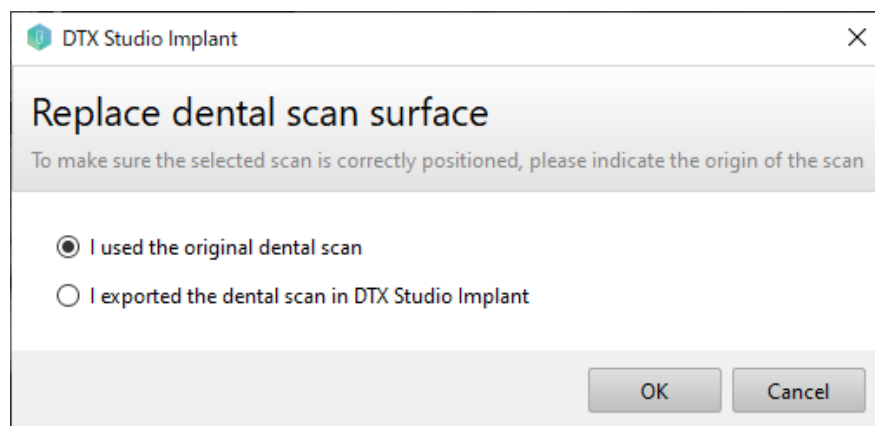 DTX Studio Implant
Replace dental scan surface
To make sure the selected scan is correctly positioned, please indicate the origin of the scan
I used the original dental scan
I exported the dental scan in DTX Studio Implant
OK
Cancel